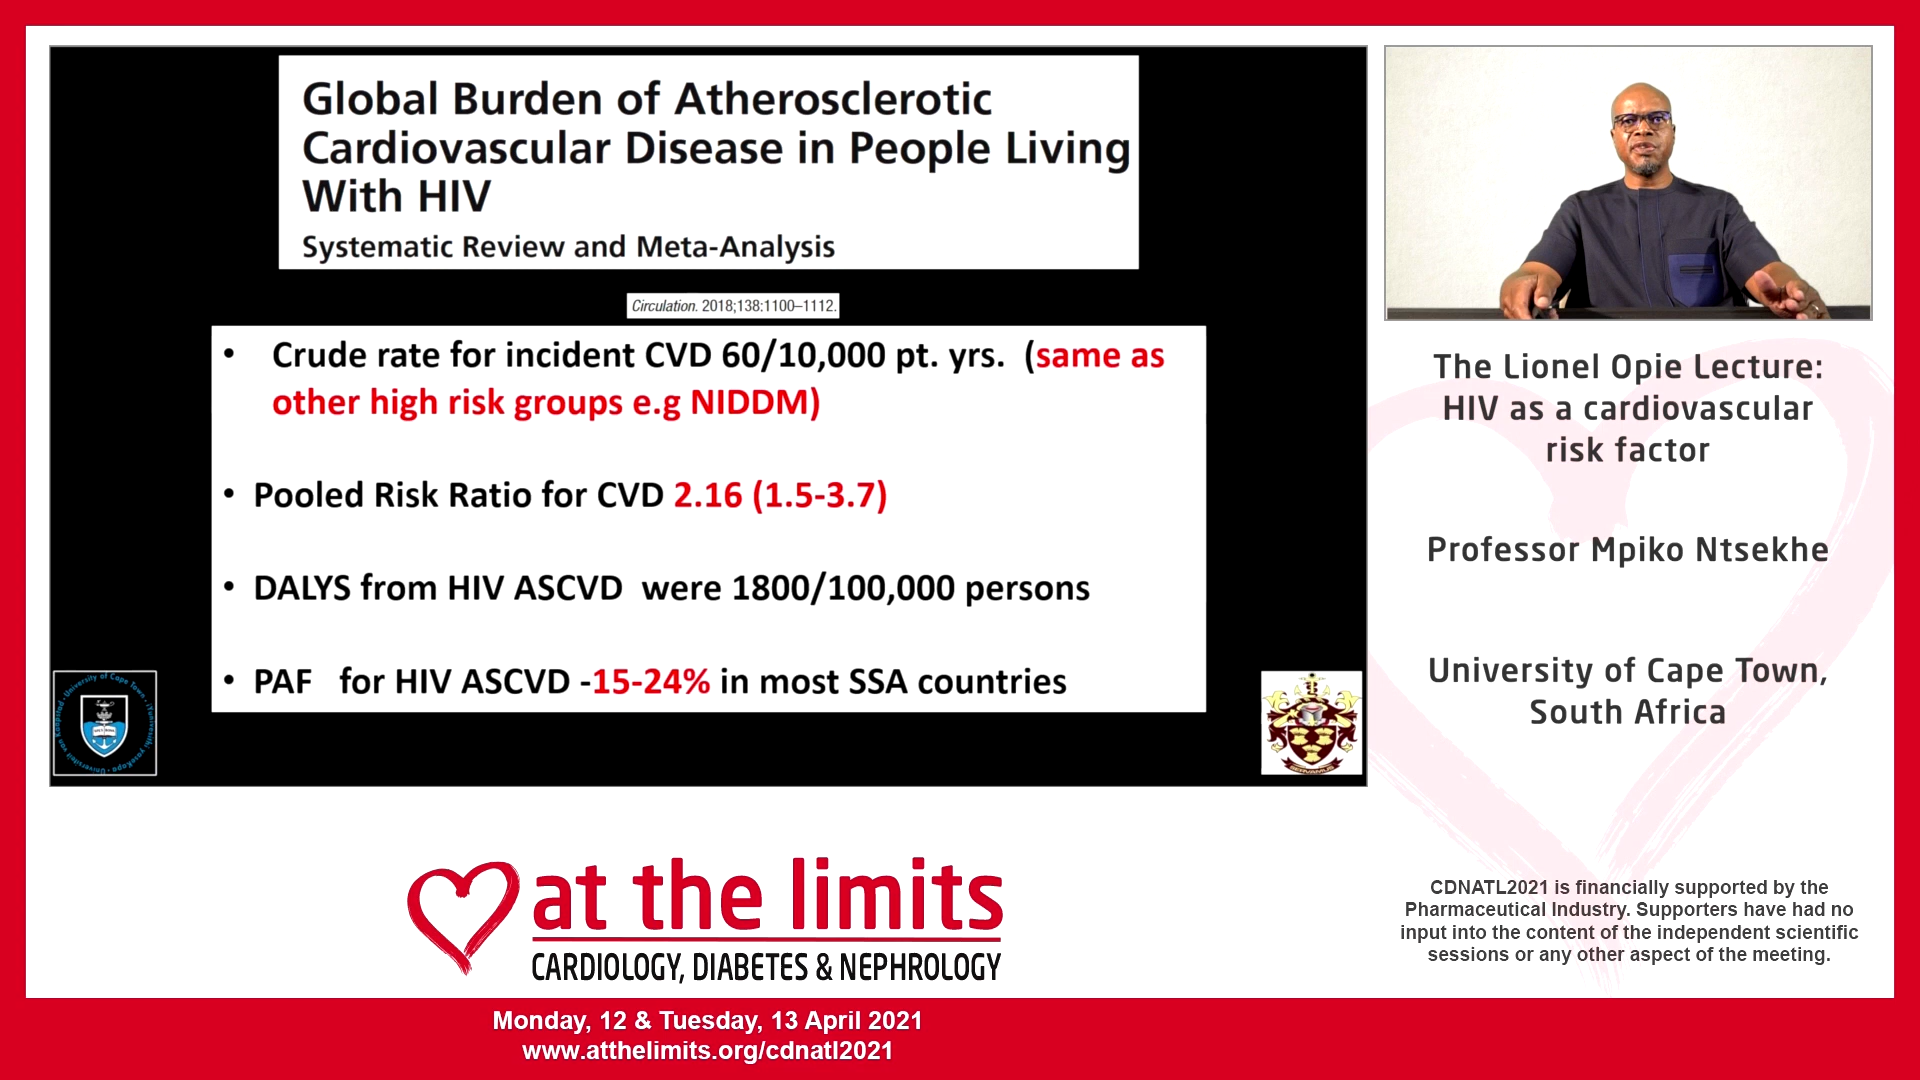 Global Burden of Atherosclerotic
Cardiovascular Disease in People Living
With HIV
Systematic Review and Meta-Analysis
Circulation. 2018;138:1100–1112.
• Crude rate for incident CVD 60/10,000 pt. yrs. (same as
other high risk groups e.g NIDDM)
• Pooled Risk Ratio for CVD 2.16 (1.5-3.7)
• DALYS from HIV ASCVD were 1800/100,000 persons
• PAF for HIV ASCVD -15-24% in most SSA countries
The Lionel Opie Lecture:
HIV as a cardiovascular
risk factor
Professor Mpiko Ntsekhe
University of Cape Town,
South Africa
at the limits
CARDIOLOGY, DIABETES & NEPHROLOGY
CDNATL2021 is financially supported by the
Pharmaceutical Industry. Supporters have had no
input into the content of the independent scientific
sessions or any other aspect of the meeting.
Monday, 12 & Tuesday, 13 April 2021
www.atthelimits.org/cdnatl2021
University of Cape Town